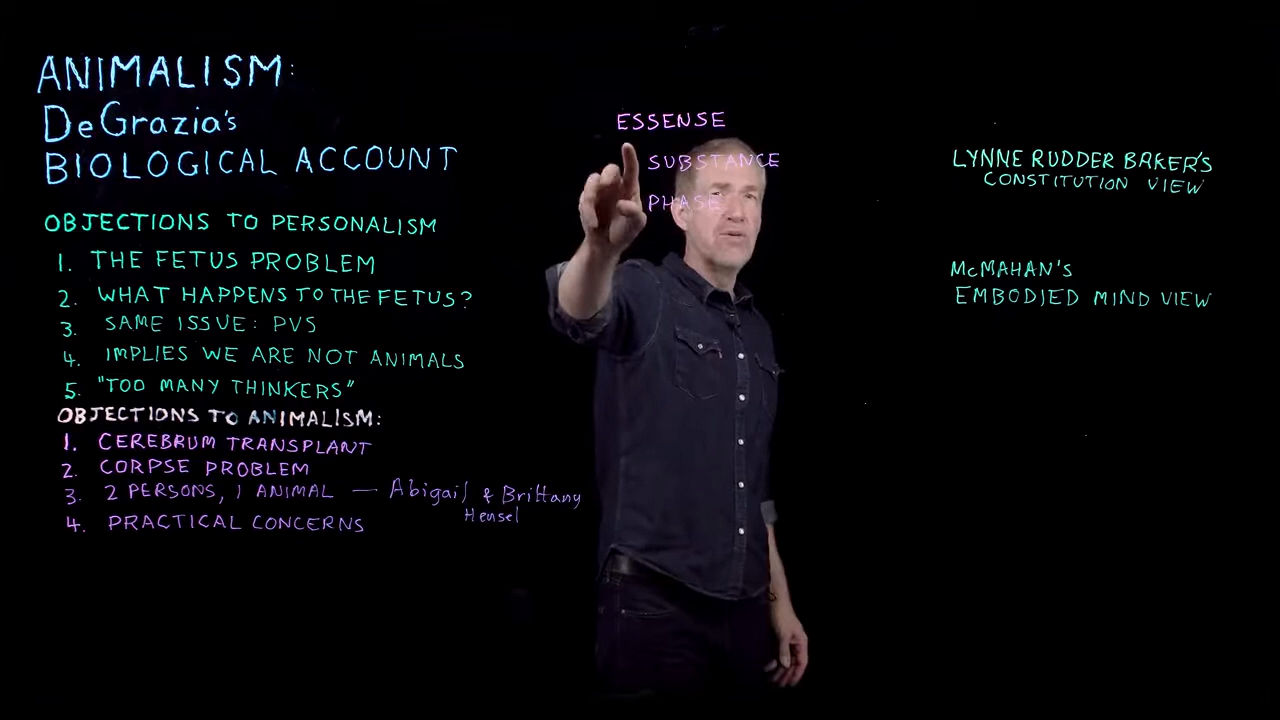 ANIMALISM:
DeGrazia's
BIOLOGICAL ACCOUNT
OBJECTIONS TO PERSONALISM
1. THE FETUS PROBLEM
2. WHAT HAPPENS TO THE FETUS?
3. SAME ISSUE: PVS
4. IMPLIES WE ARE NOT ANIMALS
5. "TOO MANY THINKERS"
OBJECTIONS TO ANIMALISM:
1. CEREBRUM TRANSPLANT
2. CORPSE PROBLEM
3. 2 PERSONS, 1 ANIMAL — Abigail & Brittany
Hensel
4. PRACTICAL CONCERNS
ESSENSE
SUBSTANCE
PHASE
LYNNE RUDDER BAKER'S
CONSTITUTION VIEW
McMAHAN'S
EMBODIED MIND VIEW